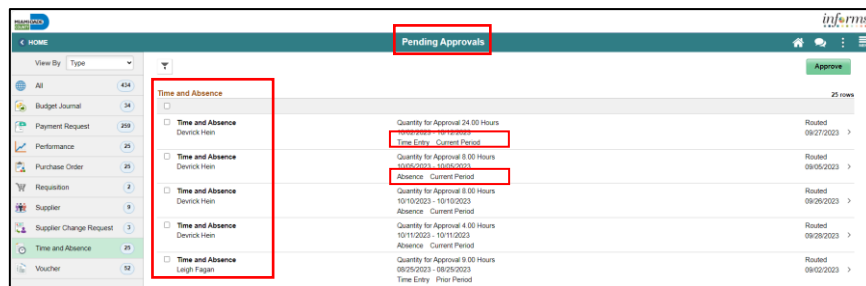 MIAMI-DADE
COUNTY
informs
HOME
Pending Approvals
View By Type
Approve
All 434
Time and Absence
25 rows
Budget Journal 34
Payment Request 250
Time and Absence
Quantity for Approval 24.00 Hours
Routed
Devrick Hein
10/02/2023 - 10/12/2023
09/27/2023
Time Entry Current Period
Performance 25
Purchase Order 25
Time and Absence
Quantity for Approval 8.00 Hours
Routed
Devrick Hein
10/05/2023 - 10/05/2023
09/05/2023
Absence Current Period
Requisition 2
Supplier 9
Time and Absence
Quantity for Approval 8.00 Hours
Routed
Devrick Hein
10/10/2023 - 10/10/2023
09/26/2023
Absence Current Period
Supplier Change Request 3
Time and Absence 25
Time and Absence
Quantity for Approval 4.00 Hours
Routed
Devrick Hein
10/11/2023 - 10/11/2023
09/28/2023
Absence Current Period
Voucher 52
Time and Absence
Quantity for Approval 9.00 Hours
Routed
Leigh Fagan
08/25/2023 - 08/25/2023
09/02/2023
Time Entry Prior Period